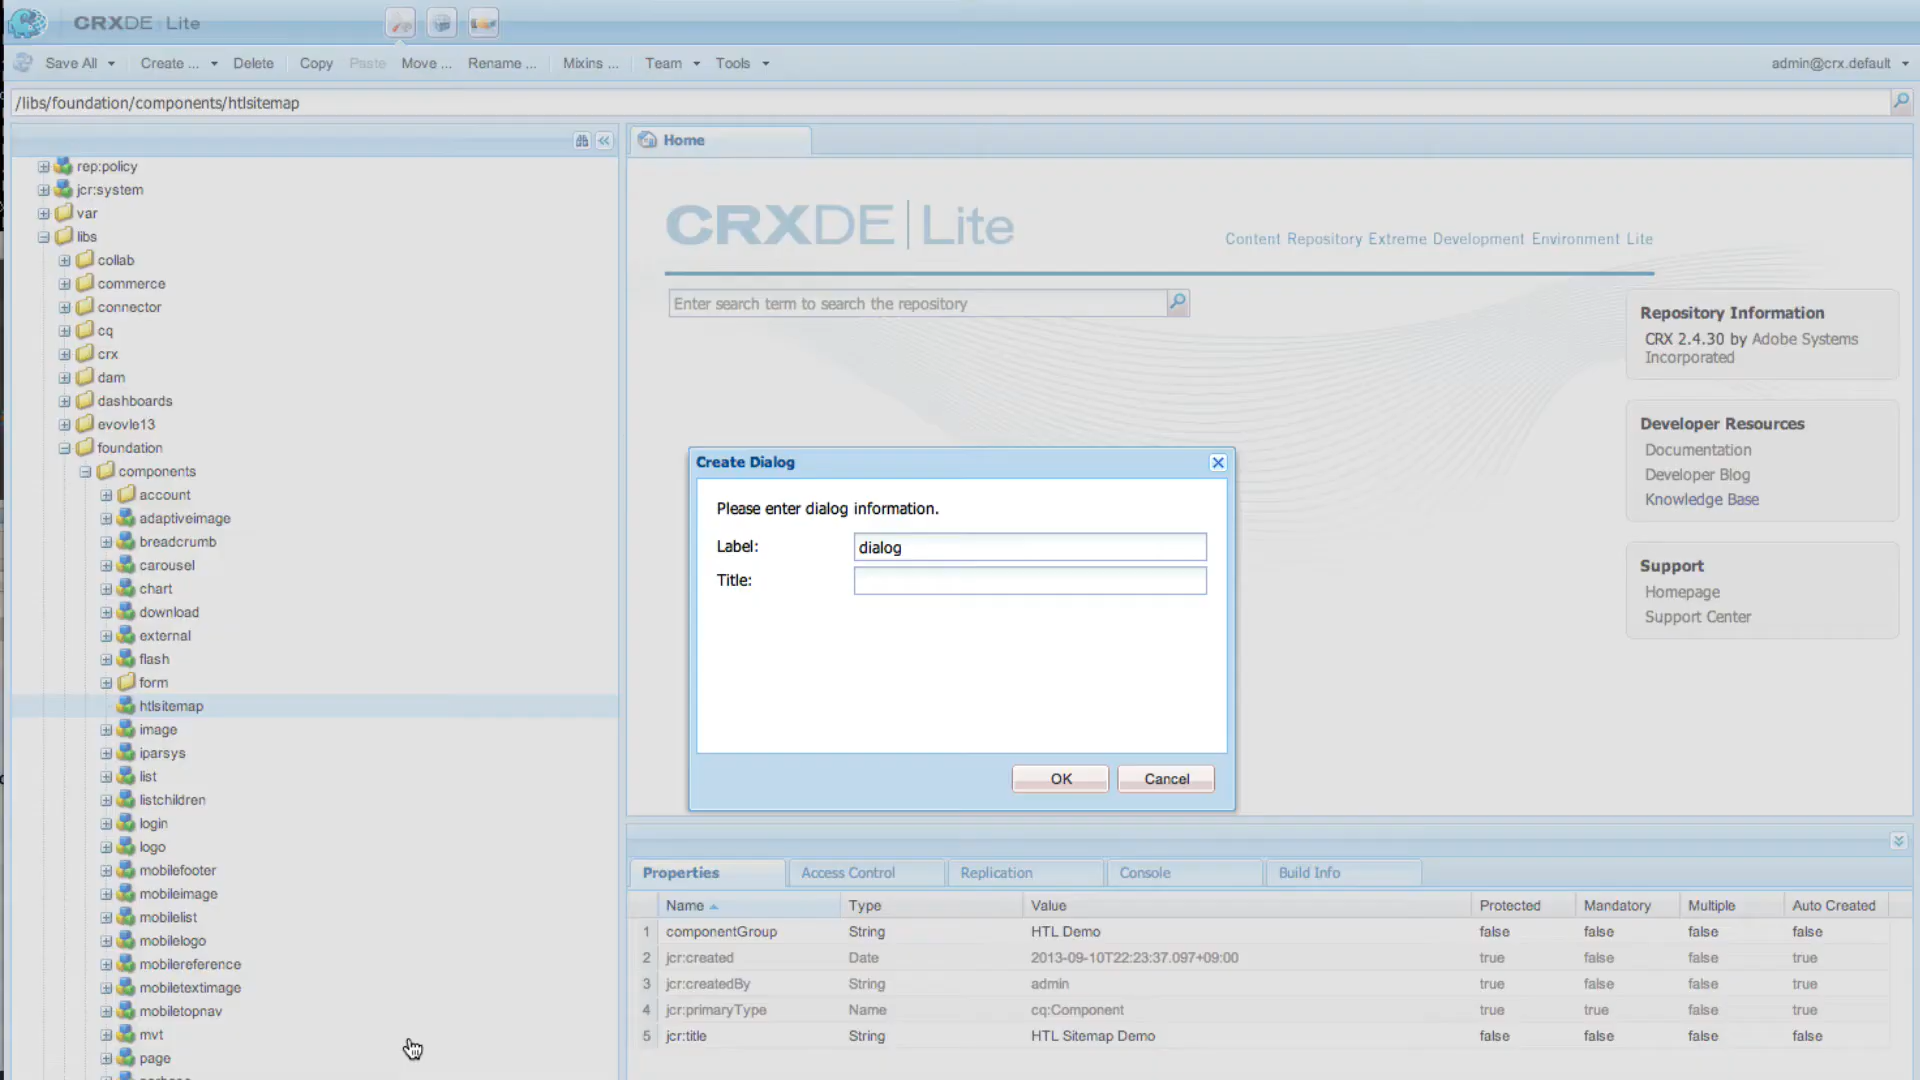 CRXDE Lite
Save All Create ... Delete Copy Paste Move ... Rename ... Mixins ... Team Tools admin@crx.default
/libs/foundation/components/htlsitemap
rep:policy
jcr:system
var
libs
collab
commerce
connector
cq
crx
dam
dashboards
evovle13
foundation
components
account
adaptiveimage
breadcrumb
carousel
chart
download
external
flash
form
htlsitemap
image
iparsys
list
listchildren
login
logo
mobilefooter
mobileimage
mobilelist
mobilelogo
mobilereference
mobiletextimage
mobiletopnav
mvt
page
Home
CRXDE Lite
Content Repository Extreme Development Environment Lite
Enter search term to search the repository
Repository Information
CRX 2.4.30 by Adobe Systems
Incorporated
Developer Resources
Documentation
Developer Blog
Knowledge Base
Support
Homepage
Support Center
Create Dialog
Please enter dialog information.
Label: dialog
Title:
OK Cancel
Properties Access Control Replication Console Build Info
Name Type Value Protected Mandatory Multiple Auto Created
1 componentGroup String HTL Demo false false false false
2 jcr:created Date 2013-09-10T22:23:37.097+09:00 true false false true
3 jcr:createdBy String admin true false false true
4 jcr:primaryType Name cq:Component true true false true
5 jcr:title String HTL Sitemap Demo false false false false